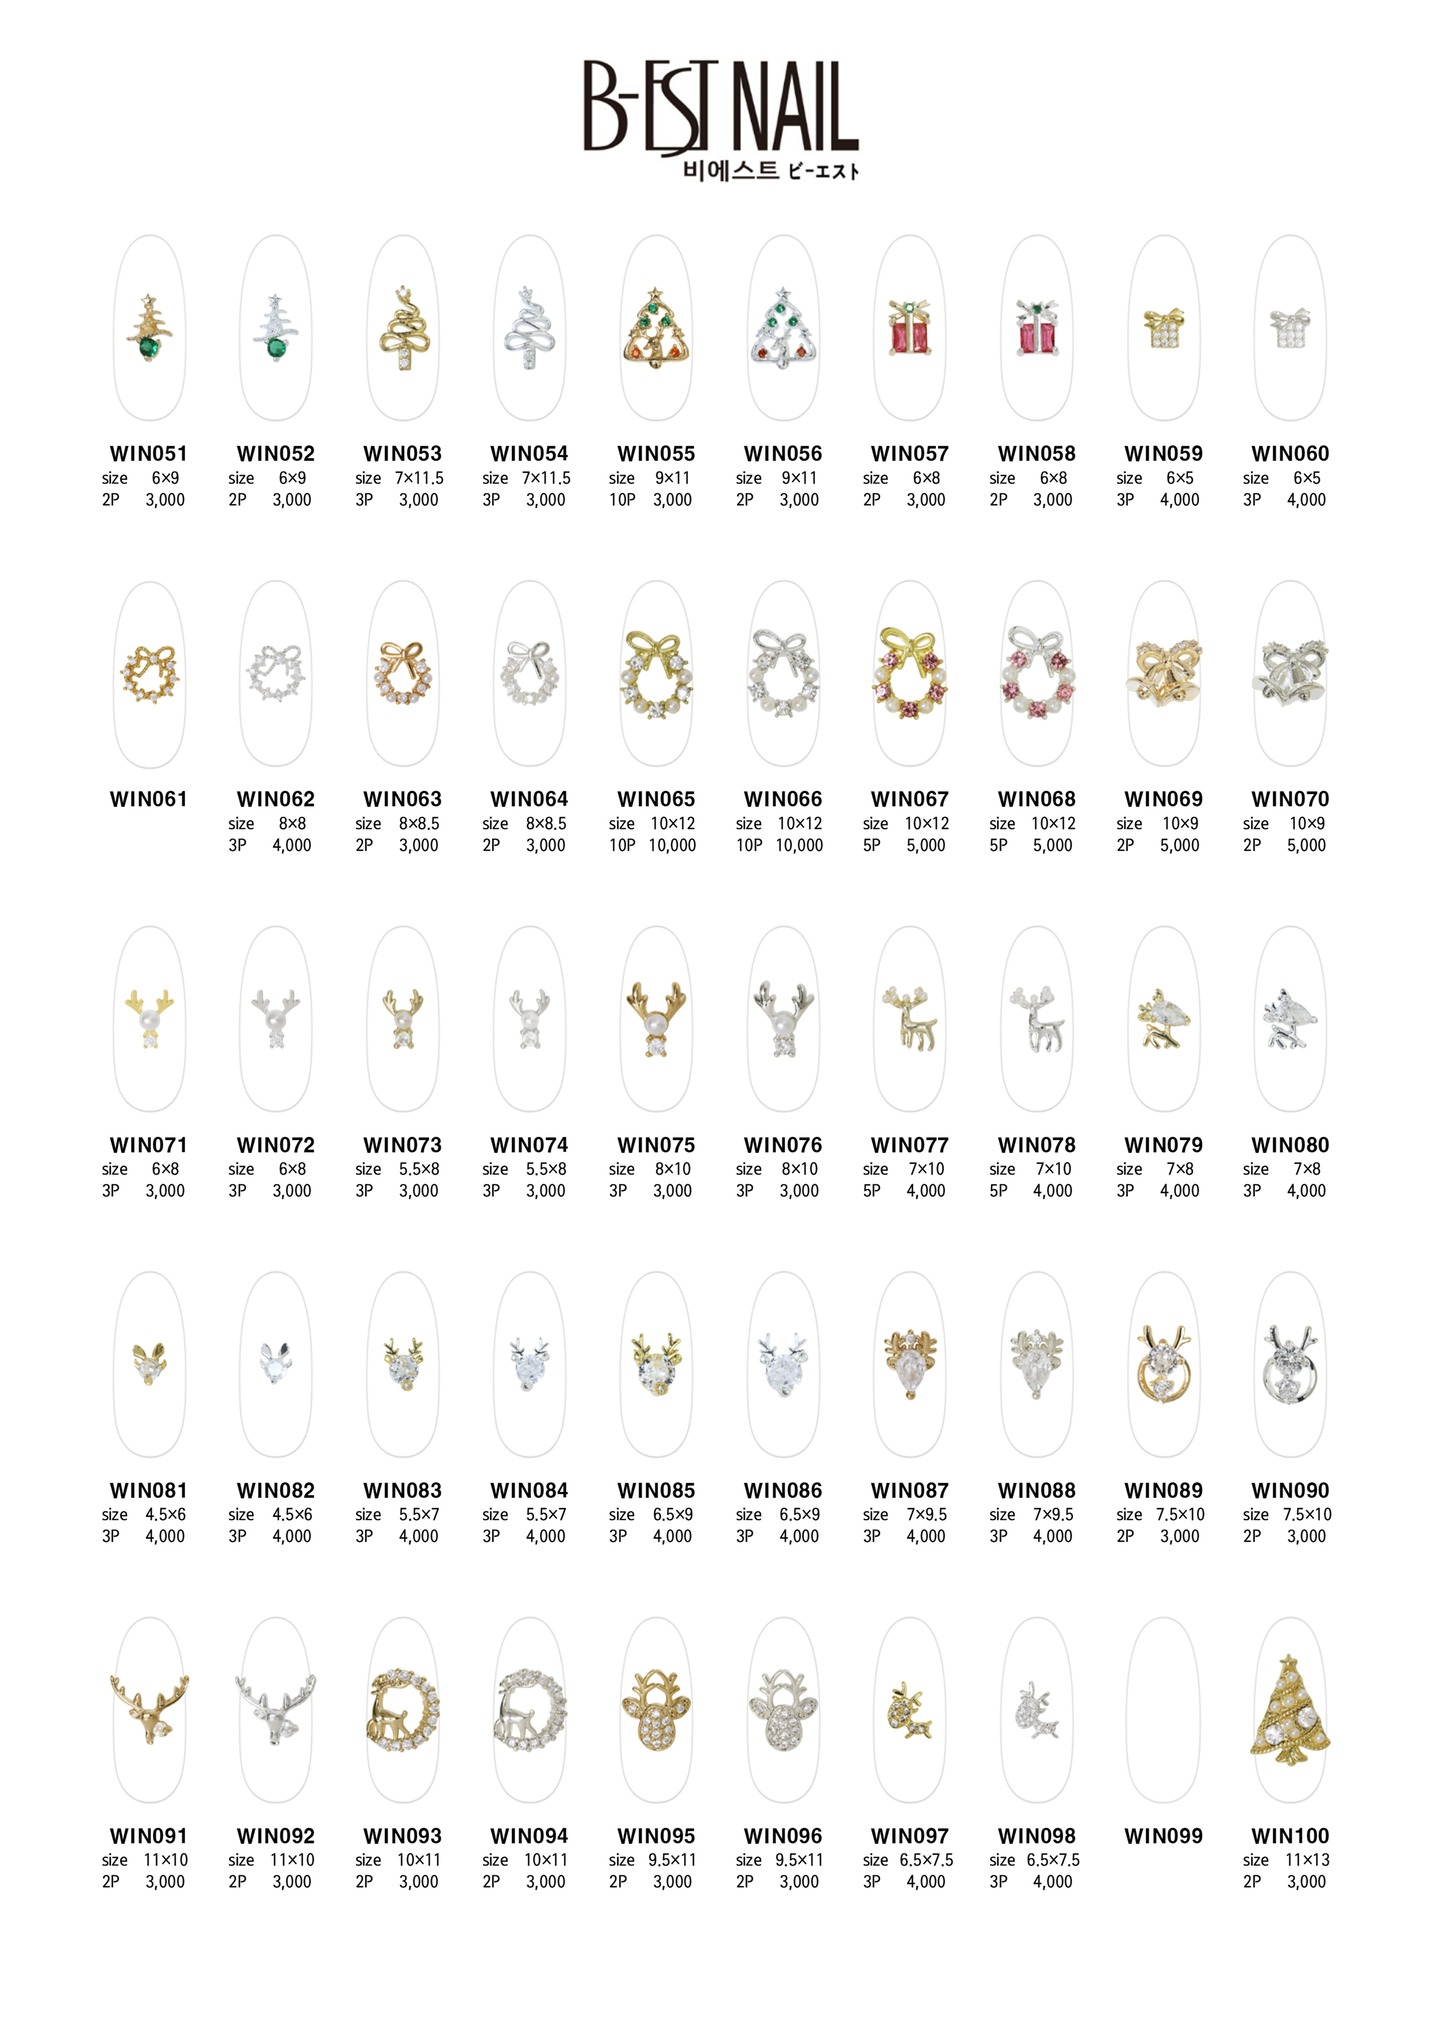 B-EST NAIL
비에스트 ビーエスト
WIN051 WIN052 WIN053 WIN054 WIN055 WIN056 WIN057 WIN058 WIN059 WIN060
size 6×9 size 6×9 size 7×11.5 size 7×11.5 size 9×11 size 9×11 size 6×8 size 6×8 size 6×5 size 6×5
2P 3,000 2P 3,000 3P 3,000 3P 3,000 10P 3,000 2P 3,000 2P 3,000 2P 3,000 3P 4,000 3P 4,000
WIN061 WIN062 WIN063 WIN064 WIN065 WIN066 WIN067 WIN068 WIN069 WIN070
size 8×8 size 8×8.5 size 8×8.5 size 10×12 size 10×12 size 10×12 size 10×12 size 10×9 size 10×9
3P 4,000 2P 3,000 2P 3,000 10P 10,000 10P 10,000 5P 5,000 5P 5,000 2P 5,000 2P 5,000
WIN071 WIN072 WIN073 WIN074 WIN075 WIN076 WIN077 WIN078 WIN079 WIN080
size 6×8 size 6×8 size 5.5×8 size 5.5×8 size 8×10 size 8×10 size 7×10 size 7×10 size 7×8 size 7×8
3P 3,000 3P 3,000 3P 3,000 3P 3,000 3P 3,000 3P 3,000 5P 4,000 5P 4,000 3P 4,000 3P 4,000
WIN081 WIN082 WIN083 WIN084 WIN085 WIN086 WIN087 WIN088 WIN089 WIN090
size 4.5×6 size 4.5×6 size 5.5×7 size 5.5×7 size 6.5×9 size 6.5×9 size 7×9.5 size 7×9.5 size 7.5×10 size 7.5×10
3P 4,000 3P 4,000 3P 4,000 3P 4,000 3P 4,000 3P 4,000 3P 4,000 3P 4,000 2P 3,000 2P 3,000
WIN091 WIN092 WIN093 WIN094 WIN095 WIN096 WIN097 WIN098 WIN099 WIN100
size 11×10 size 11×10 size 10×11 size 10×11 size 9.5×11 size 9.5×11 size 6.5×7.5 size 6.5×7.5 size 11×13
2P 3,000 2P 3,000 2P 3,000 2P 3,000 2P 3,000 2P 3,000 3P 4,000 3P 4,000 2P 3,000